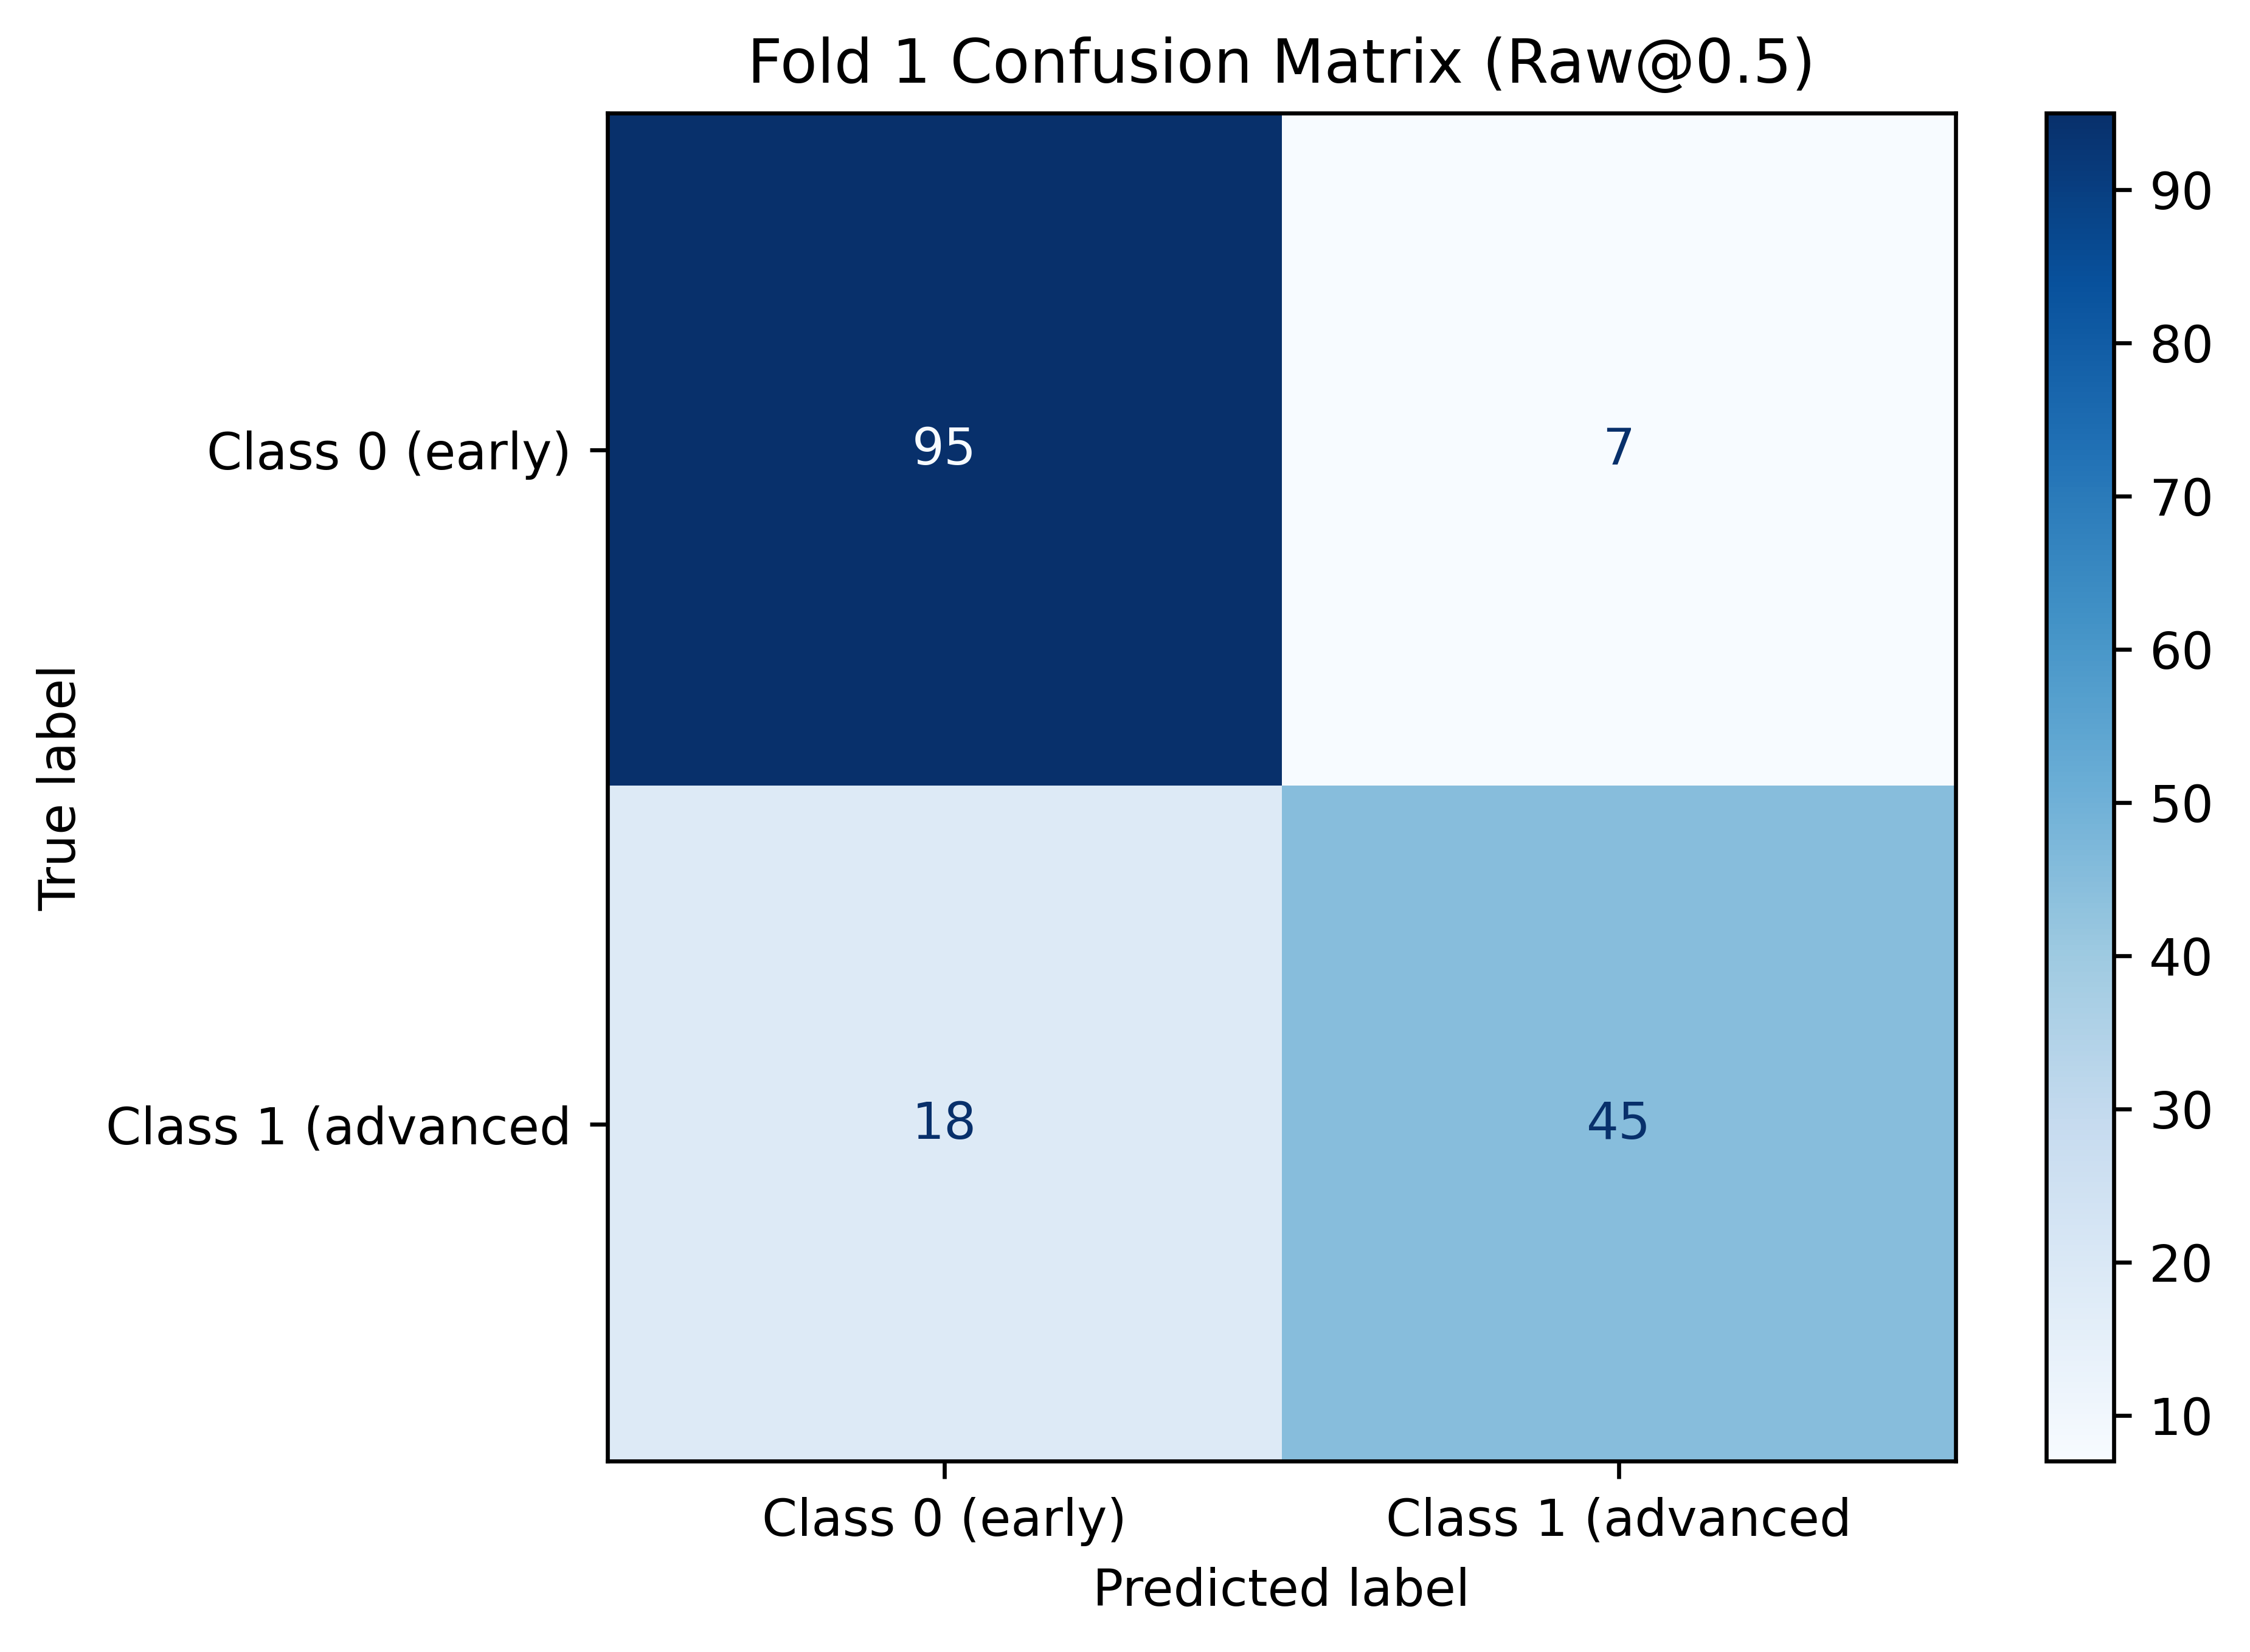 Fold 1 Confusion Matrix (Raw@0.5)
True label
Class 0 (early)
95
7
Class 1 (advanced
18
45
Class 0 (early)
Class 1 (advanced
Predicted label
90
80
70
60
50
40
30
20
10